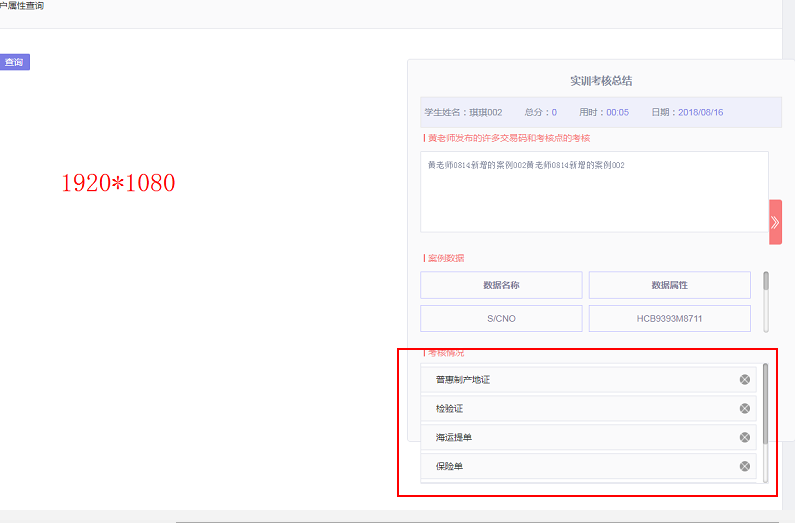 户属性查询
查询
1920*1080
实训考核总结
学生姓名：琪琪002 总分：0 用时：00:05 日期：2018/08/16
黄老师发布的许多交易码和考核点的考核
黄老师0814新增的案例002黄老师0814新增的案例002
案例数据
数据名称 数据属性
S/CNO HCB9393M8711
考核情况
普惠制产地证
检验证
海运提单
保险单